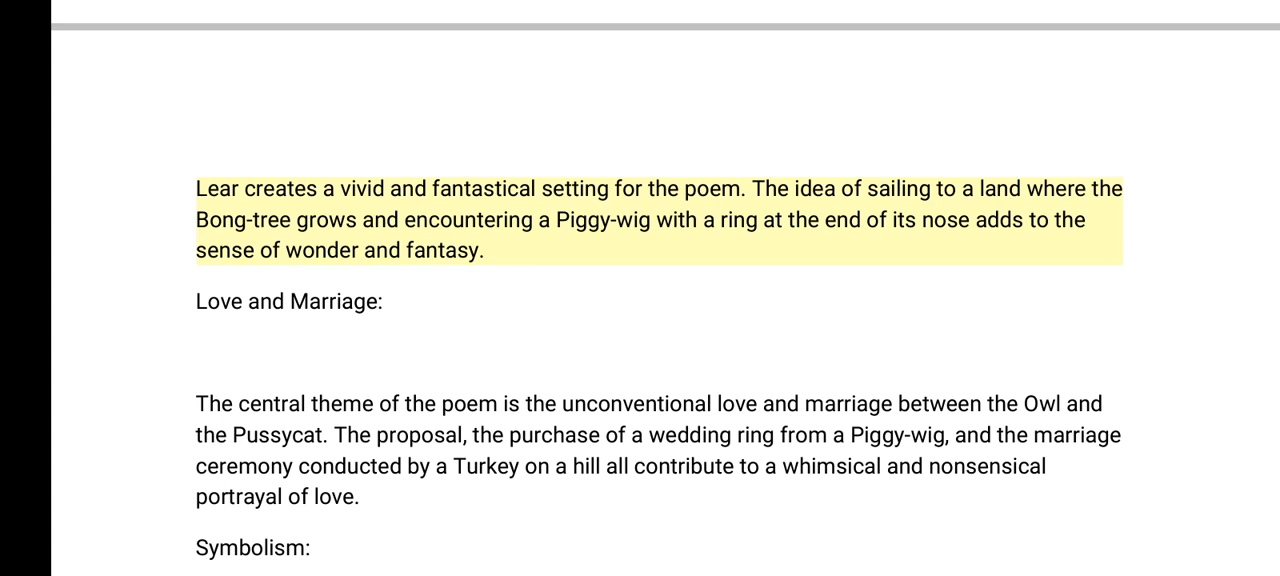 Lear creates a vivid and fantastical setting for the poem. The idea of sailing to a land where the
Bong-tree grows and encountering a Piggy-wig with a ring at the end of its nose adds to the
sense of wonder and fantasy.
Love and Marriage:
The central theme of the poem is the unconventional love and marriage between the Owl and
the Pussycat. The proposal, the purchase of a wedding ring from a Piggy-wig, and the marriage
ceremony conducted by a Turkey on a hill all contribute to a whimsical and nonsensical
portrayal of love.
Symbolism: